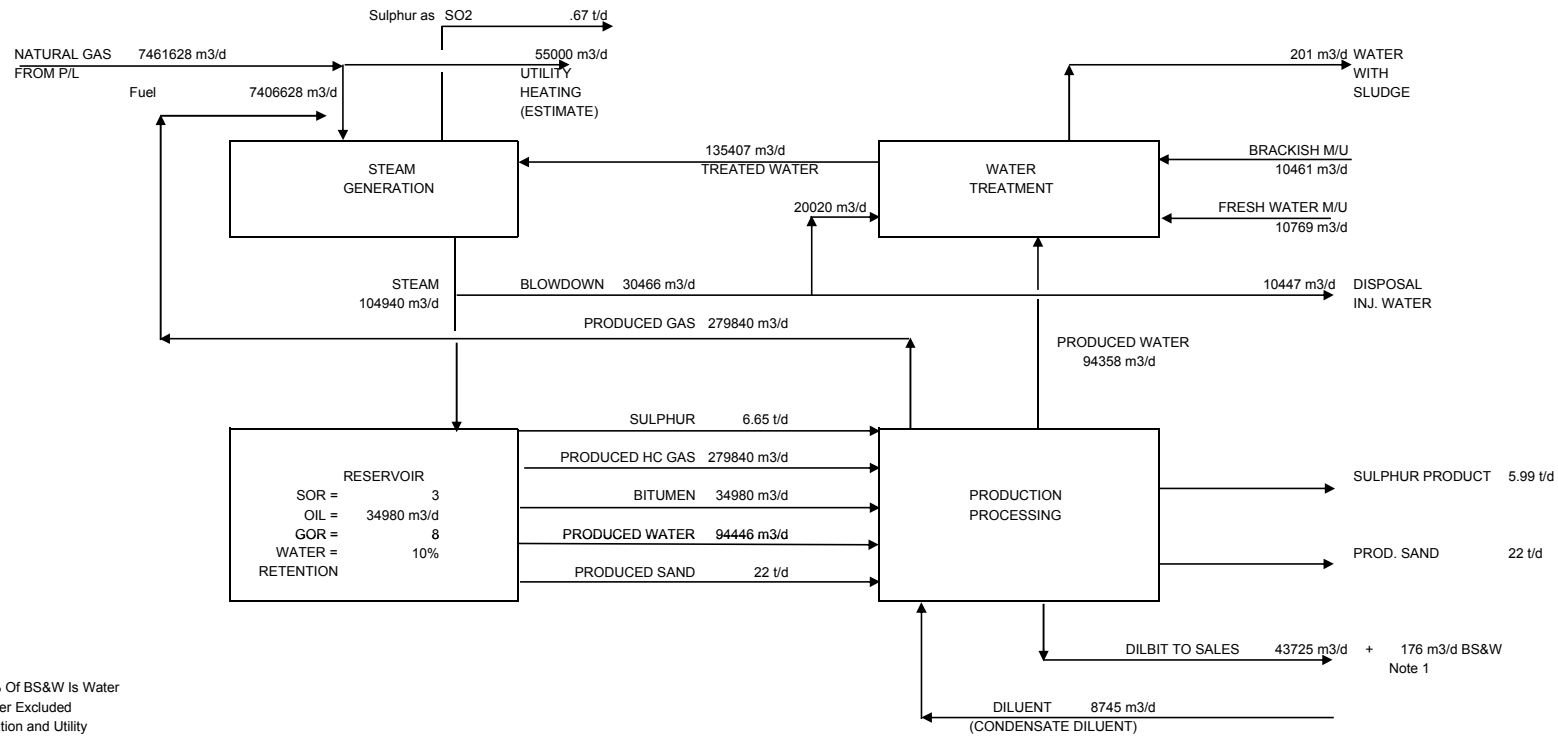 Sulphur as SO2 .67 t/d
NATURAL GAS 7461628 m3/d
FROM P/L
55000 m3/d
UTILITY
HEATING
(ESTIMATE)
201 m3/d WATER
WITH
SLUDGE
Fuel 7406628 m3/d
STEAM
GENERATION
135407 m3/d
TREATED WATER
WATER
TREATMENT
BRACKISH M/U
10461 m3/d
20020 m3/d
FRESH WATER M/U
10769 m3/d
STEAM
104940 m3/d
BLOWDOWN 30466 m3/d
10447 m3/d DISPOSAL
INJ. WATER
PRODUCED GAS 279840 m3/d
PRODUCED WATER
94358 m3/d
RESERVOIR
SOR = 3
OIL = 34980 m3/d
GOR = 8
WATER = 10%
RETENTION
SULPHUR 6.65 t/d
PRODUCED HC GAS 279840 m3/d
BITUMEN 34980 m3/d
PRODUCED WATER 94446 m3/d
PRODUCED SAND 22 t/d
PRODUCTION
PROCESSING
SULPHUR PRODUCT 5.99 t/d
PROD. SAND 22 t/d
DILBIT TO SALES 43725 m3/d + 176 m3/d BS&W
Note 1
DILUENT 8745 m3/d
(CONDENSATE DILUENT)
Of BS&W Is Water
er Excluded
tion and Utility